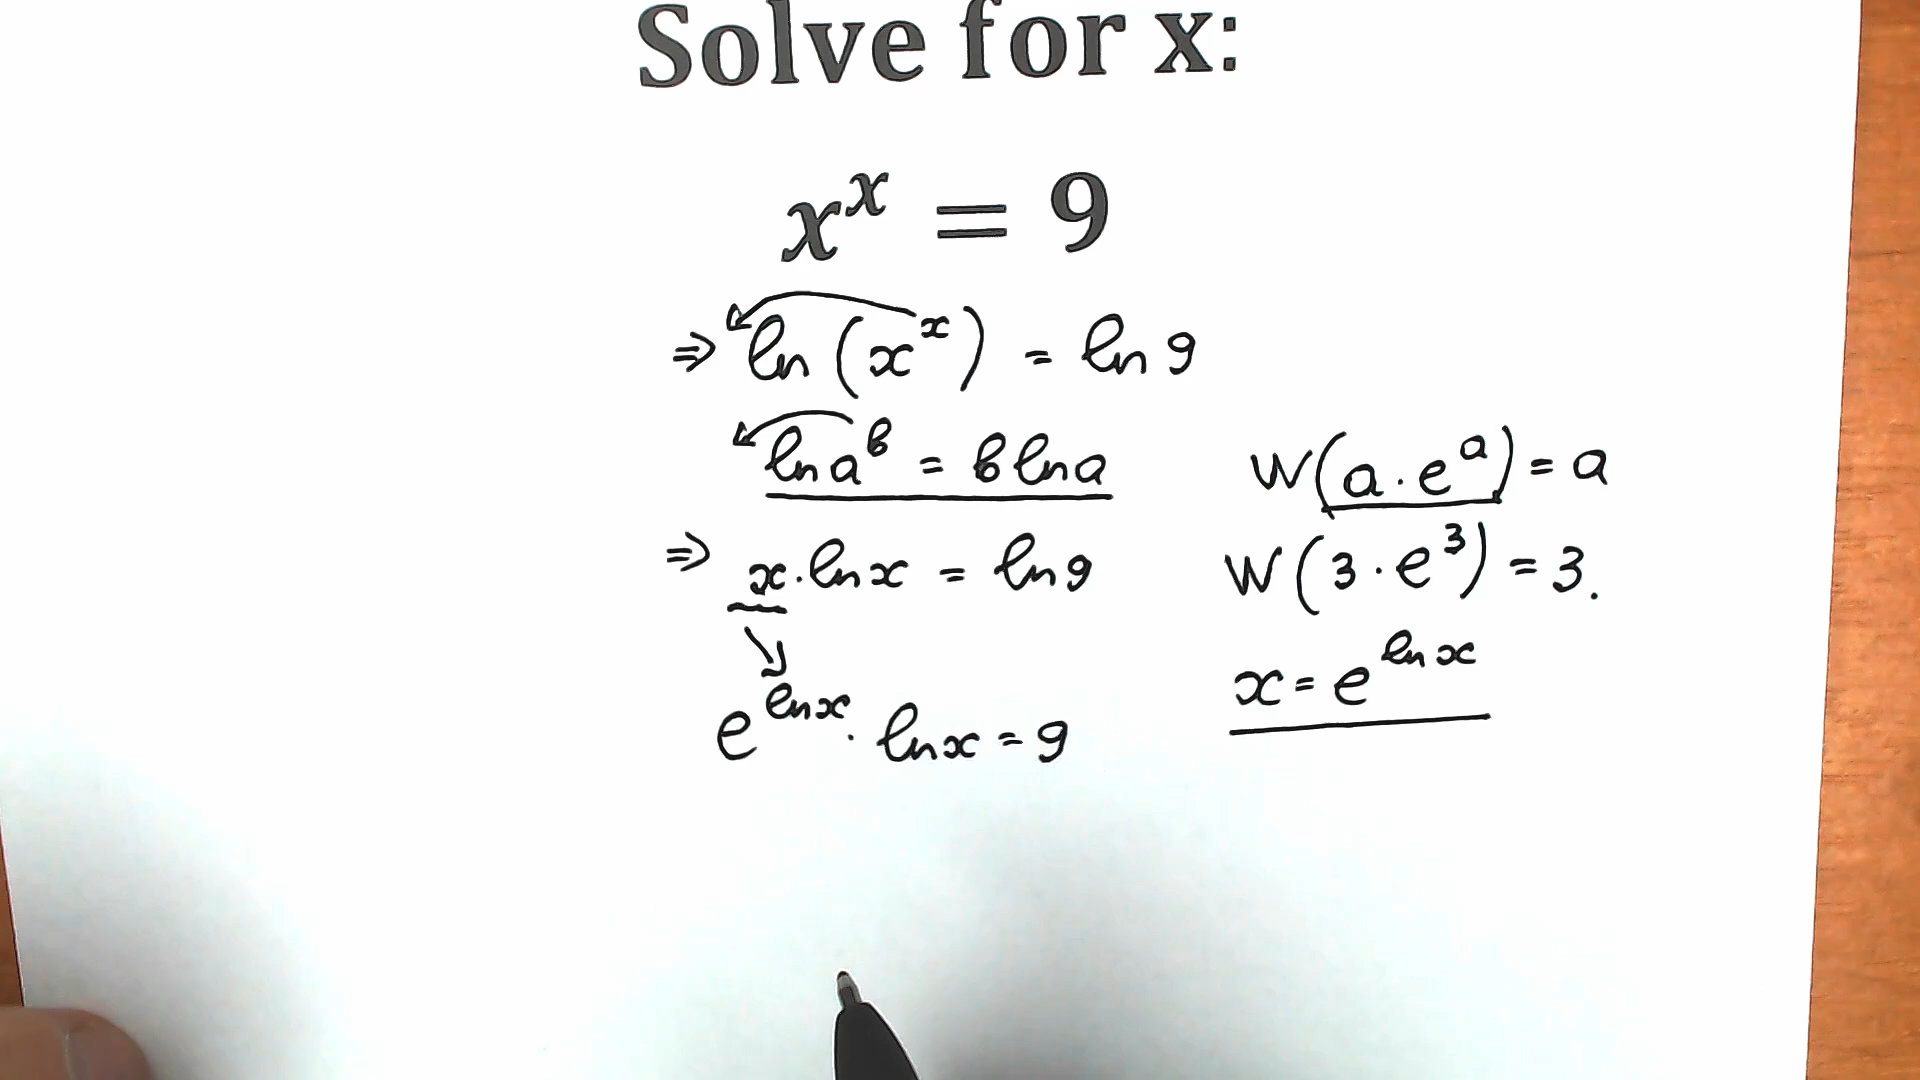 Solve for x:
x^x = 9
⇒ ln(x^x) = ln 9
ln a^b = b ln a
W(a · e^a) = a
⇒ x · ln x = ln 9
W(3 · e^3) = 3.
x = e^(ln x)
e^(ln x) · ln x = 9